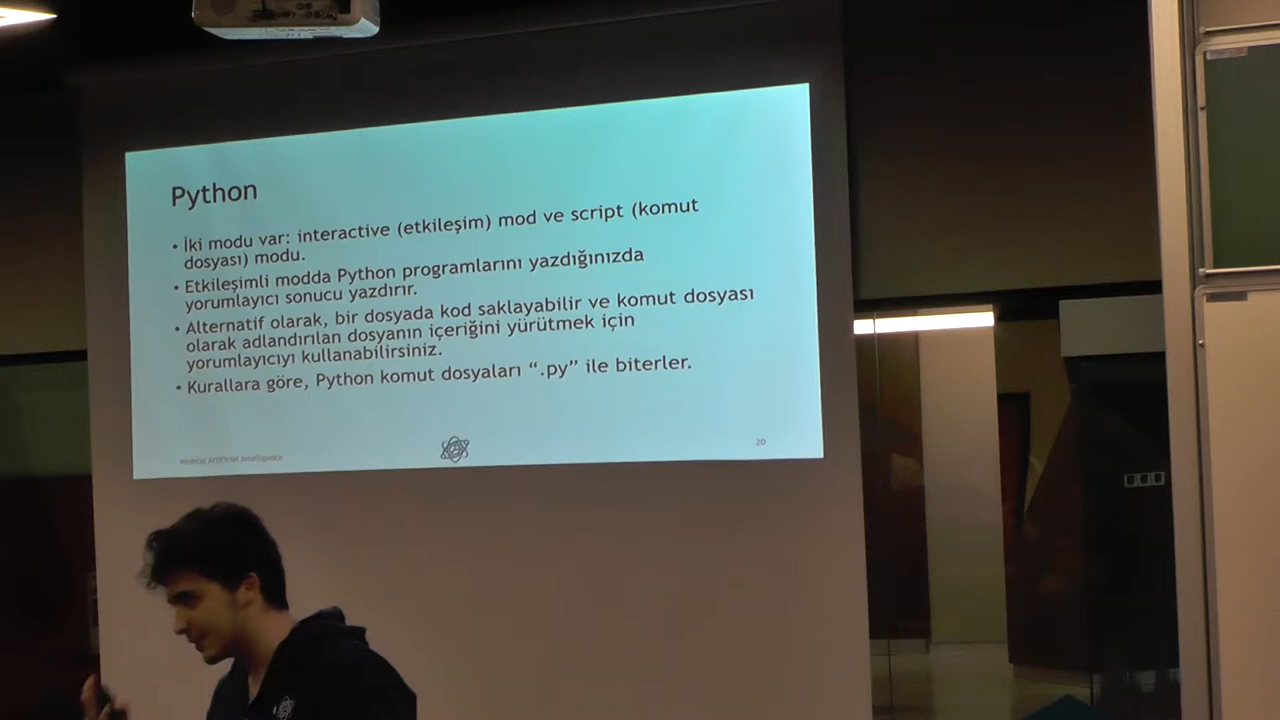 Python
• İki modu var: interactive (etkileşim) mod ve script (komut
dosyası) modu.
• Etkileşimli modda Python programlarını yazdığınızda
yorumlayıcı sonucu yazdırır.
• Alternatif olarak, bir dosyada kod saklayabilir ve komut dosyası
olarak adlandırılan dosyanın içeriğini yürütmek için
yorumlayıcıyı kullanabilirsiniz.
• Kurallara göre, Python komut dosyaları “.py” ile biterler.
Medical Artificial Intelligence
20